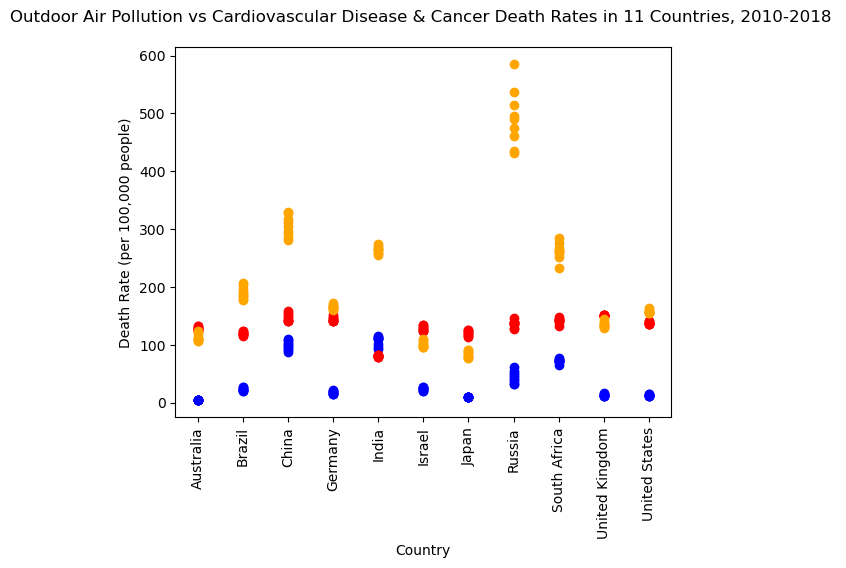 Outdoor Air Pollution vs Cardiovascular Disease & Cancer Death Rates in 11 Countries, 2010-2018
Death Rate (per 100,000 people)
600
500
400
300
200
100
0
Australia
Brazil
China
Germany
India
Israel
Japan
Russia
South Africa
United Kingdom
United States
Country